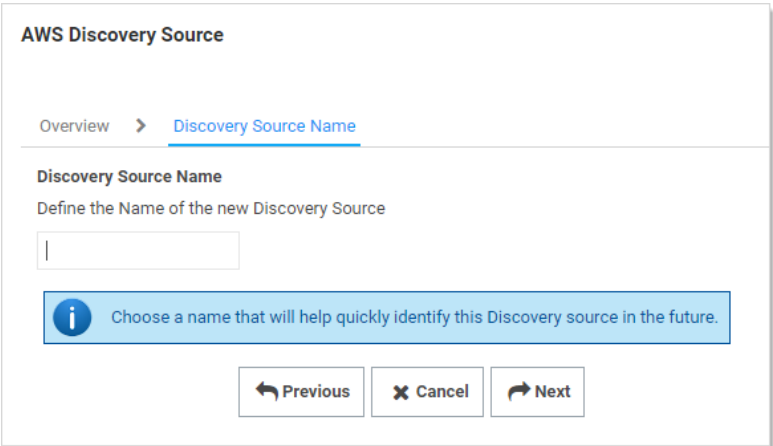 AWS Discovery Source
Overview > Discovery Source Name
Discovery Source Name
Define the Name of the new Discovery Source
Choose a name that will help quickly identify this Discovery source in the future.
Previous Cancel Next